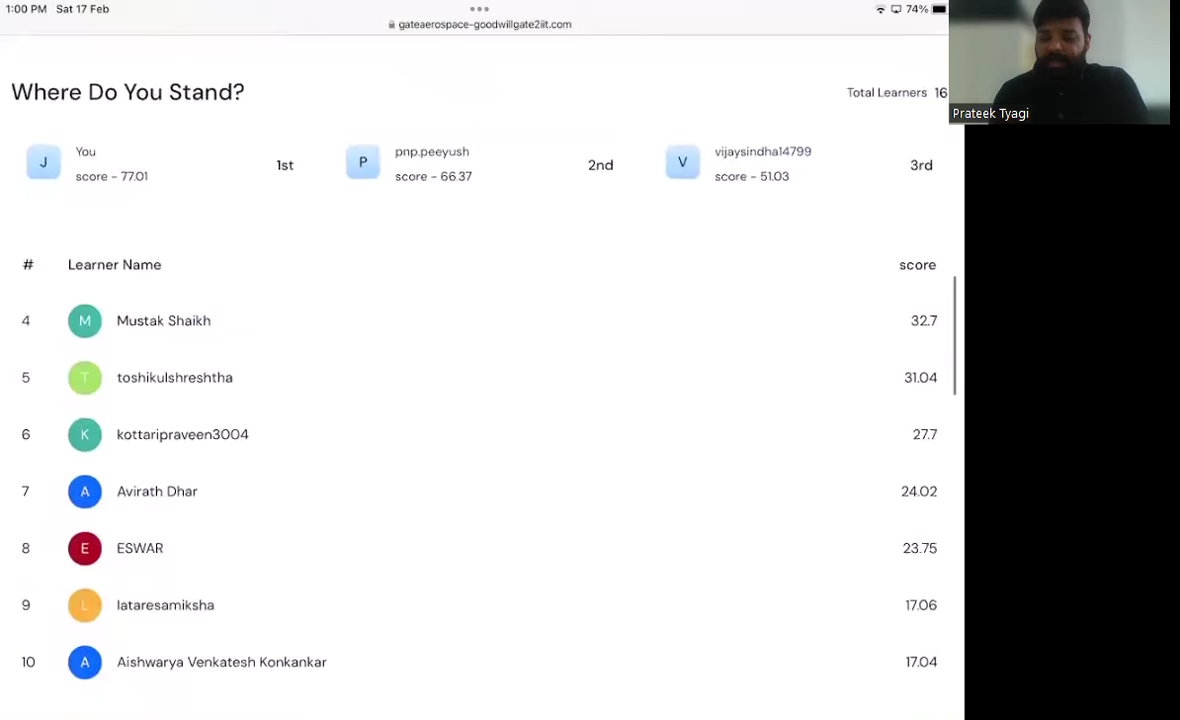 1:00 PM Sat 17 Feb
74%
gateaerospace-goodwillgate2iit.com
Where Do You Stand?
Total Learners 16
Prateek Tyagi
J You 1st
score - 77.01
P pnp.peeyush 2nd
score - 66.37
V vijaysindha14799 3rd
score - 51.03
# Learner Name score
4 M Mustak Shaikh 32.7
5 T toshikulshreshtha 31.04
6 K kottaripraveen3004 27.7
7 A Avirath Dhar 24.02
8 E ESWAR 23.75
9 L lataresamiksha 17.06
10 A Aishwarya Venkatesh Konkankar 17.04